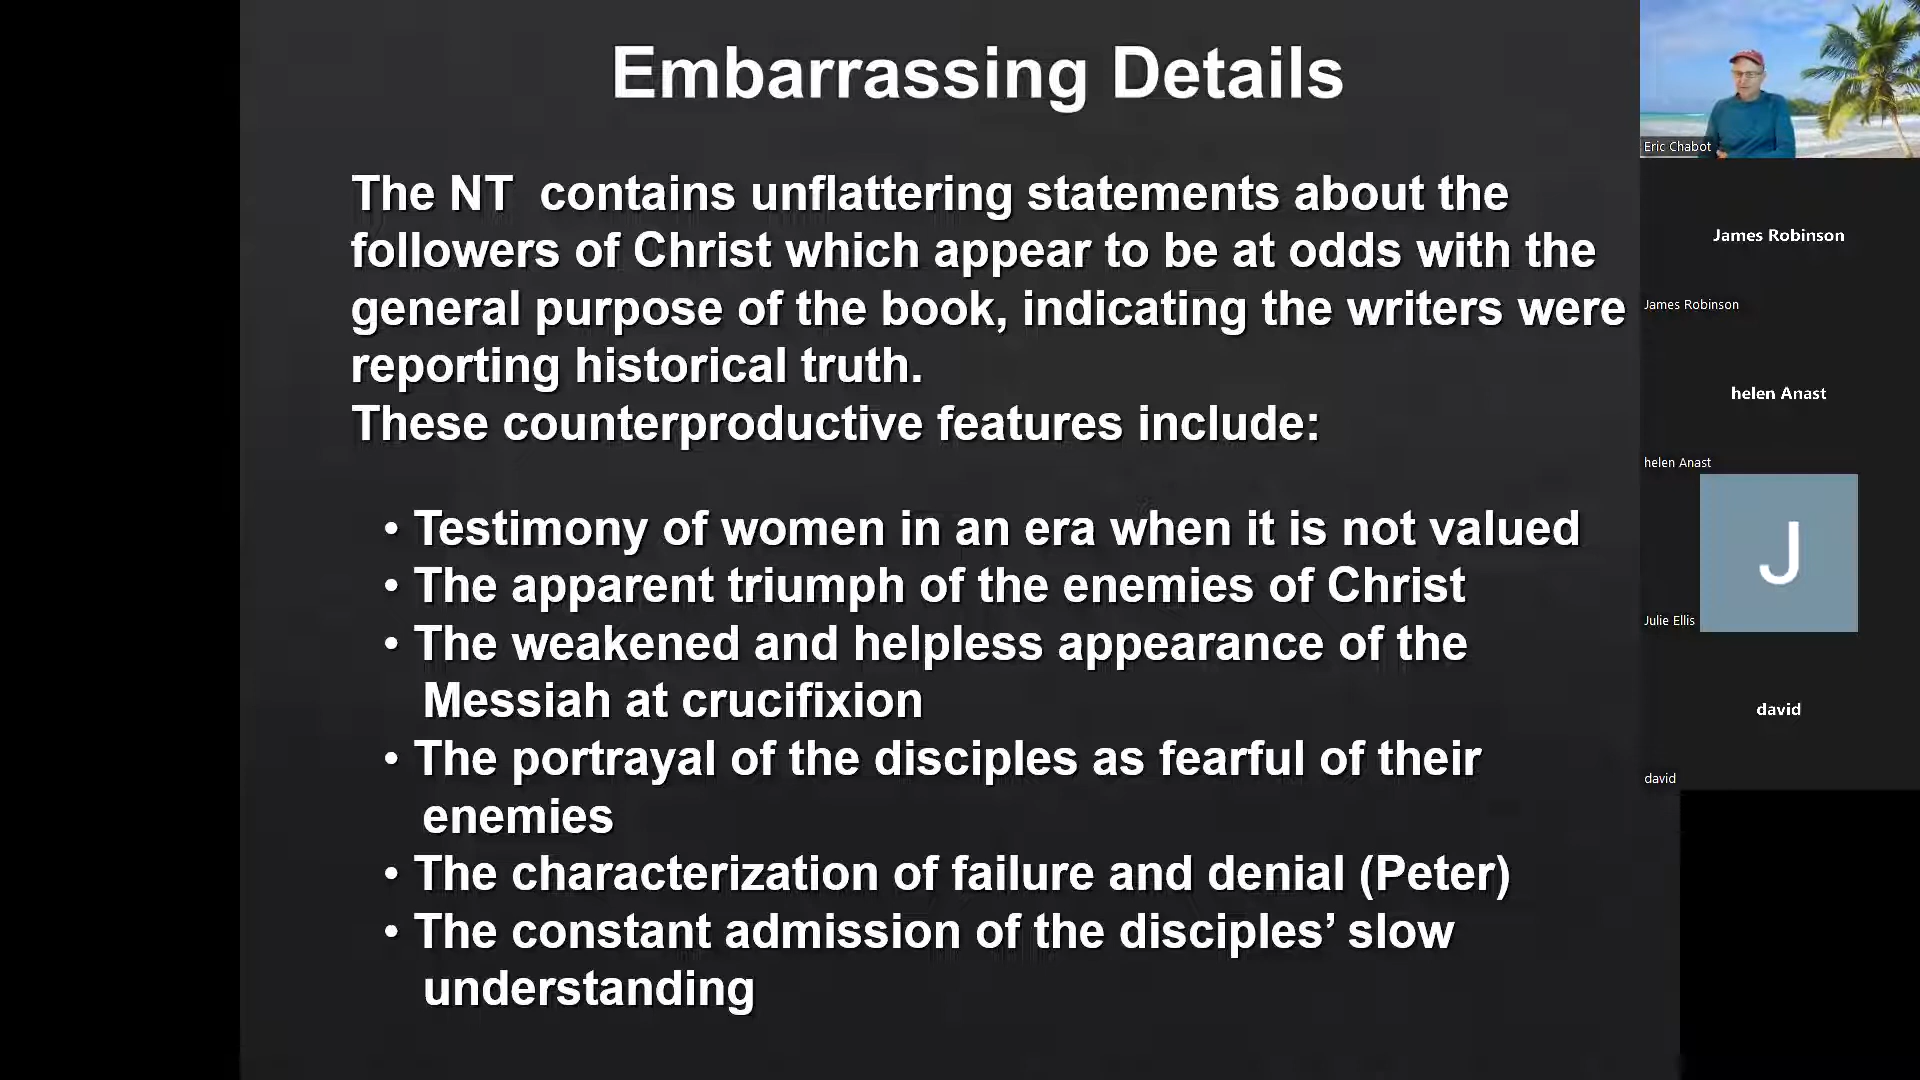 Embarrassing Details
The NT contains unflattering statements about the
followers of Christ which appear to be at odds with the
general purpose of the book, indicating the writers were
reporting historical truth.
These counterproductive features include:
• Testimony of women in an era when it is not valued
• The apparent triumph of the enemies of Christ
• The weakened and helpless appearance of the
Messiah at crucifixion
• The portrayal of the disciples as fearful of their
enemies
• The characterization of failure and denial (Peter)
• The constant admission of the disciples’ slow
understanding
Eric Chabot
James Robinson
James Robinson
helen Anast
helen Anast
J
Julie Ellis
david
david